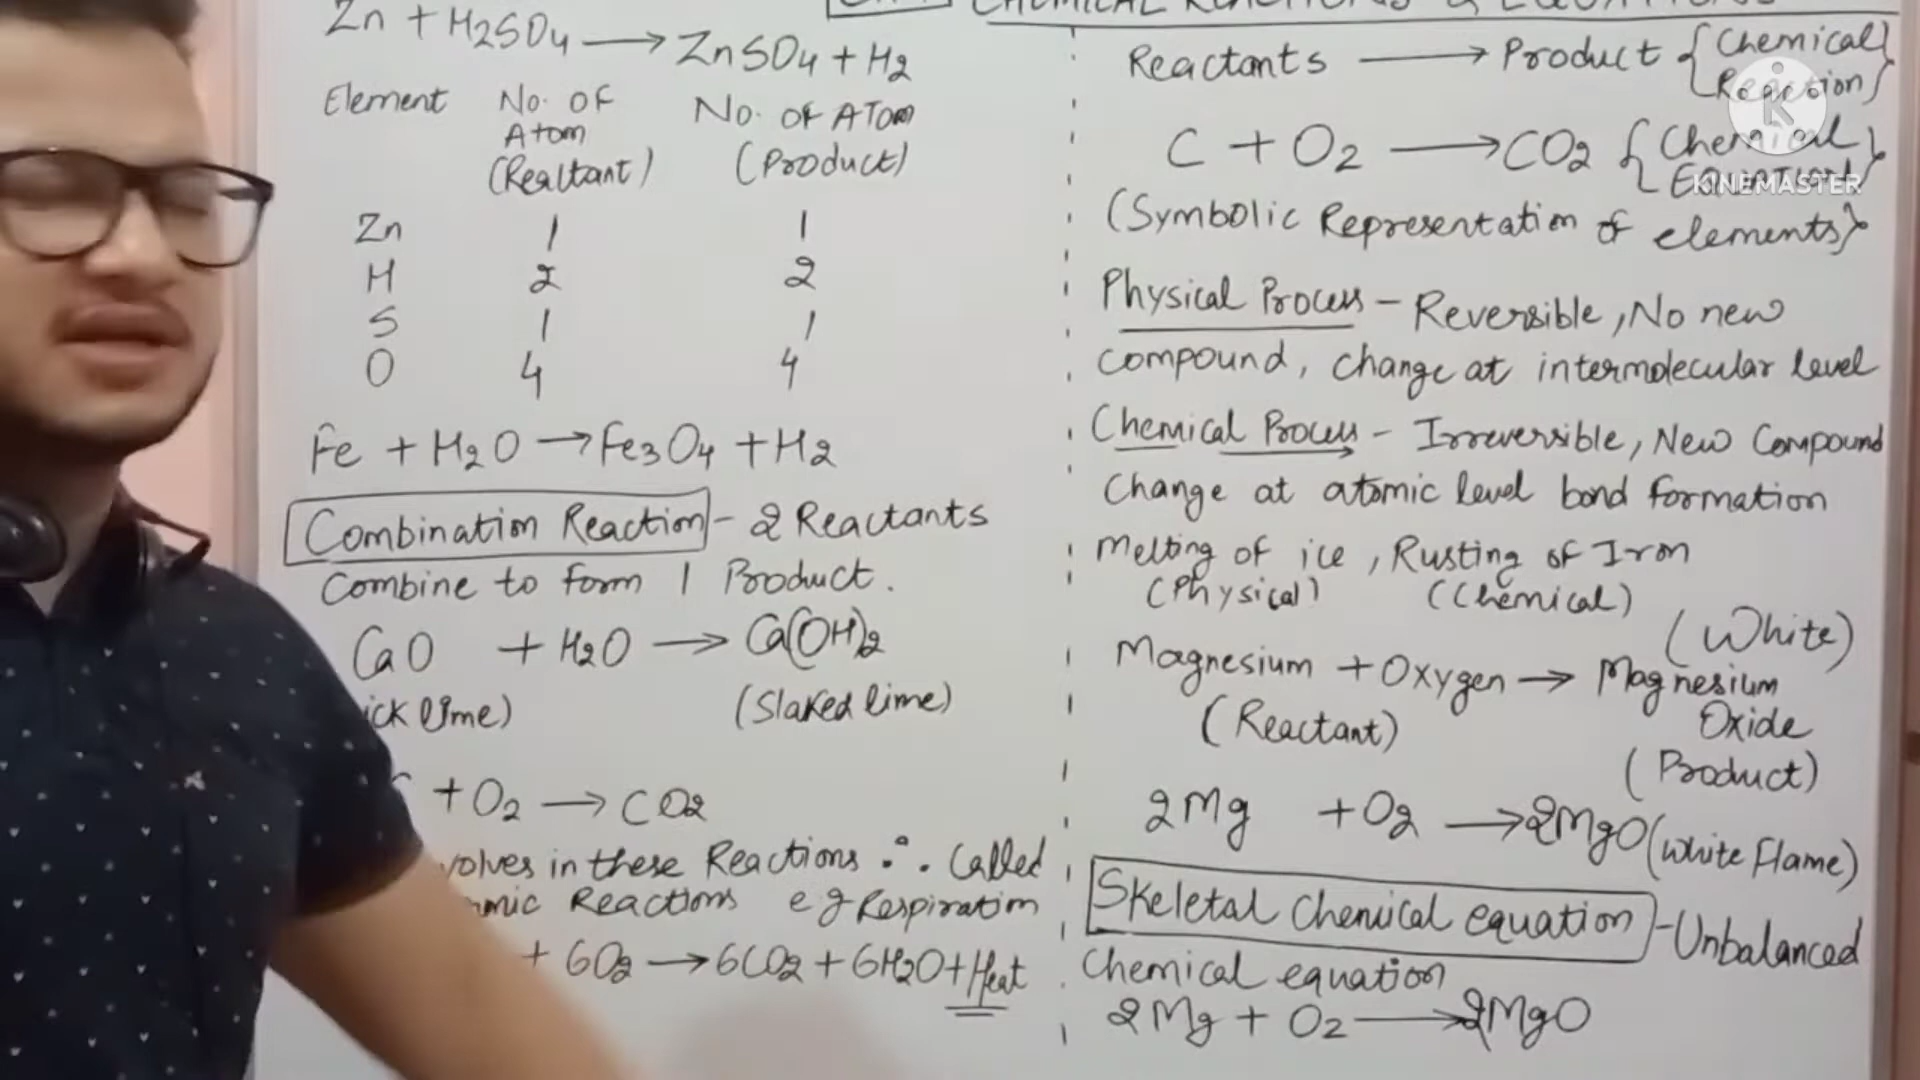 CHEMICAL REACTIONS & EQUATIONS
Zn + H2SO4 → ZnSO4 + H2
Element No. OF Atom (Realtant) No. OF ATOM (Product)
Zn 1 1
H 2 2
S 1 1
O 4 4
Fe + H2O → Fe3O4 + H2
Combination Reaction - 2 Reactants
Combine to form 1 Product.
CaO + H2O → Ca(OH)2
ick lime) (Slaked lime)
+ O2 → CO2
volves in these Reactions ∴ Called
mic Reactions eg Respiration
+ 6O2 → 6CO2 + 6H2O + Heat
Reactants → Product {Chemical Reaction}
C + O2 → CO2 {Chemical
(Symbolic Representation of elements}
Physical Process - Reversible, No new
compound, change at intermolecular level
Chemical Process - Irreversible, New Compound
Change at atomic level bond formation
Melting of ice, Rusting of Iron
(Physical) (Chemical)
(White)
Magnesium + Oxygen → Magnesium Oxide
(Reactant) (Product)
2Mg + O2 → 2MgO (White Flame)
Skeletal Chemical equation - Unbalanced
Chemical equation
2Mg + O2 → 2MgO
K
KINEMASTER